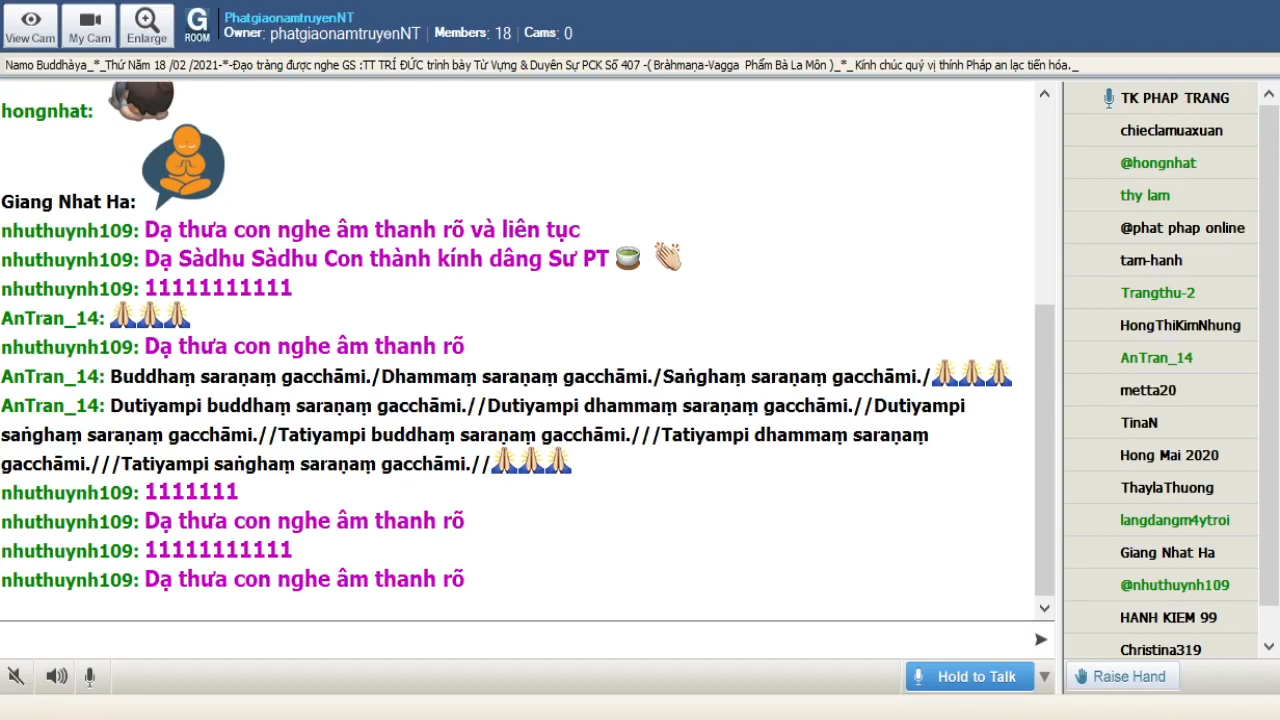 PhatgiaonamtruyenNT
Owner: phatgiaonamtruyenNT | Members: 18 | Cams: 0
View Cam
My Cam
Enlarge
G
ROOM
Namo Buddhàya_*_Thứ Năm 18 /02 /2021-*-Đạo tràng được nghe GS :TT TRÍ ĐỨC trình bày Từ Vựng & Duyên Sự PCK Số 407 -( Bràhmaṇa-Vagga Phẩm Bà La Môn )_*_ Kính chúc quý vị thính Pháp an lạc tiến hóa._
hongnhat:
Giang Nhat Ha:
nhuthuynh109: Dạ thưa con nghe âm thanh rõ và liên tục
nhuthuynh109: Dạ Sàdhu Sàdhu Con thành kính dâng Sư PT
nhuthuynh109: 11111111111
AnTran_14:
nhuthuynh109: Dạ thưa con nghe âm thanh rõ
AnTran_14: Buddhaṃ saraṇaṃ gacchāmi./Dhammaṃ saraṇaṃ gacchāmi./Saṅghaṃ saraṇaṃ gacchāmi./
AnTran_14: Dutiyampi buddhaṃ saraṇaṃ gacchāmi.//Dutiyampi dhammaṃ saraṇaṃ gacchāmi.//Dutiyampi
saṅghaṃ saraṇaṃ gacchāmi.//Tatiyampi buddhaṃ saraṇaṃ gacchāmi.///Tatiyampi dhammaṃ saraṇaṃ
gacchāmi.///Tatiyampi saṅghaṃ saraṇaṃ gacchāmi.//
nhuthuynh109: 1111111
nhuthuynh109: Dạ thưa con nghe âm thanh rõ
nhuthuynh109: 11111111111
nhuthuynh109: Dạ thưa con nghe âm thanh rõ
TK PHAP TRANG
chieclamuaxuan
@hongnhat
thy lam
@phat phap online
tam-hanh
Trangthu-2
HongThiKimNhung
AnTran_14
metta20
TinaN
Hong Mai 2020
ThaylaThuong
langdangm4ytroi
Giang Nhat Ha
@nhuthuynh109
HANH KIEM 99
Christina319
Hold to Talk
Raise Hand